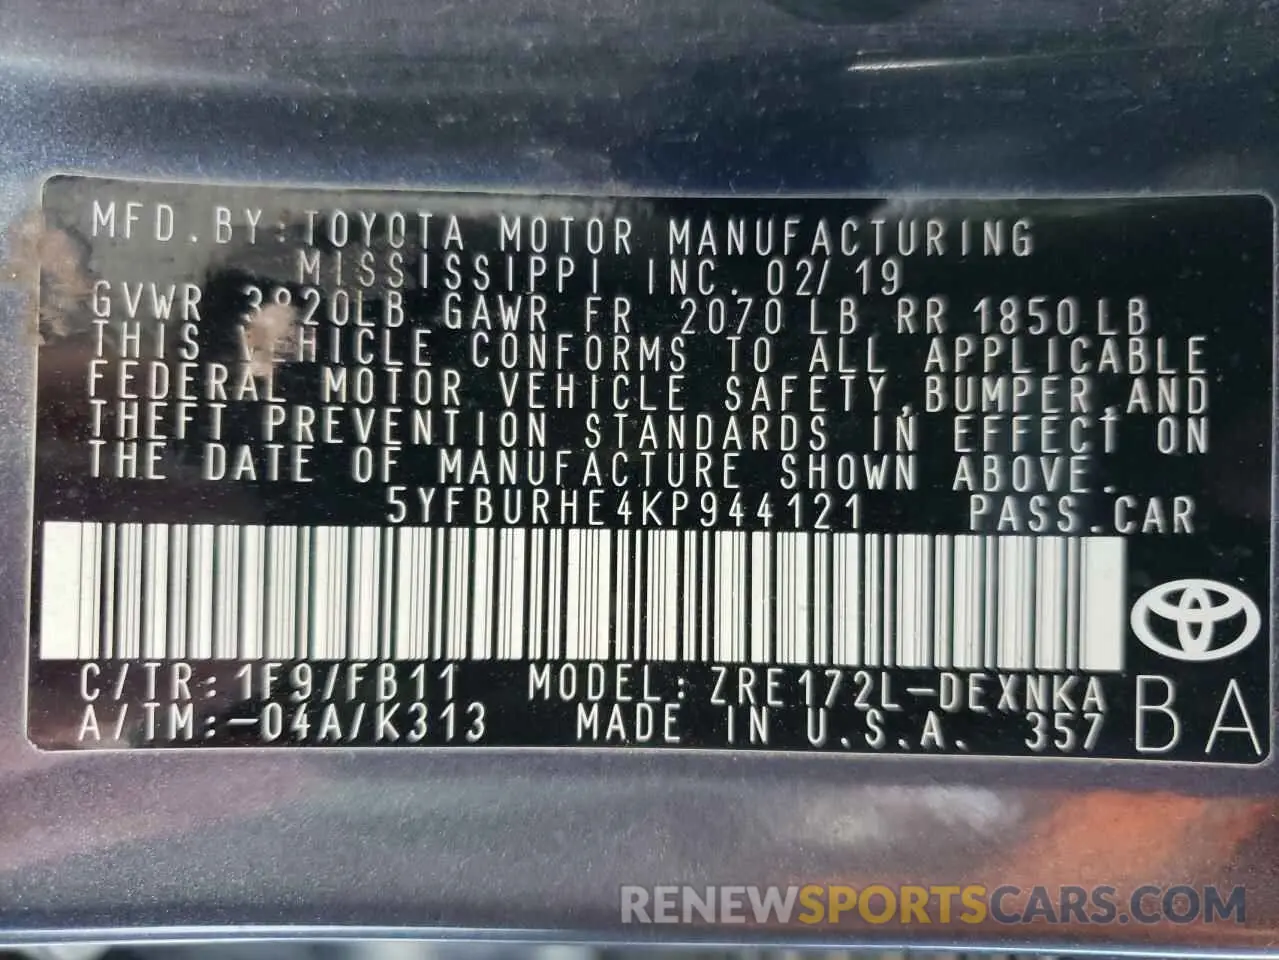 MFD.BY:TOYOTA MOTOR MANUFACTURING
MISSISSIPPI INC. 02/19
GVWR 3820LB GAWR FR 2070LB RR 1850LB
THIS VEHICLE CONFORMS TO ALL APPLICABLE
FEDERAL MOTOR VEHICLE SAFETY,BUMPER,AND
THEFT PREVENTION STANDARDS IN EFFECT ON
THE DATE OF MANUFACTURE SHOWN ABOVE.
5YFBURHE4KP944121 PASS.CAR
C/TR:1F9/FB11 MODEL:ZRE172L-DEXNKA
A/TM:-04A/K313 MADE IN U.S.A. 357 BA
RENEWSPORTSCARS.COM